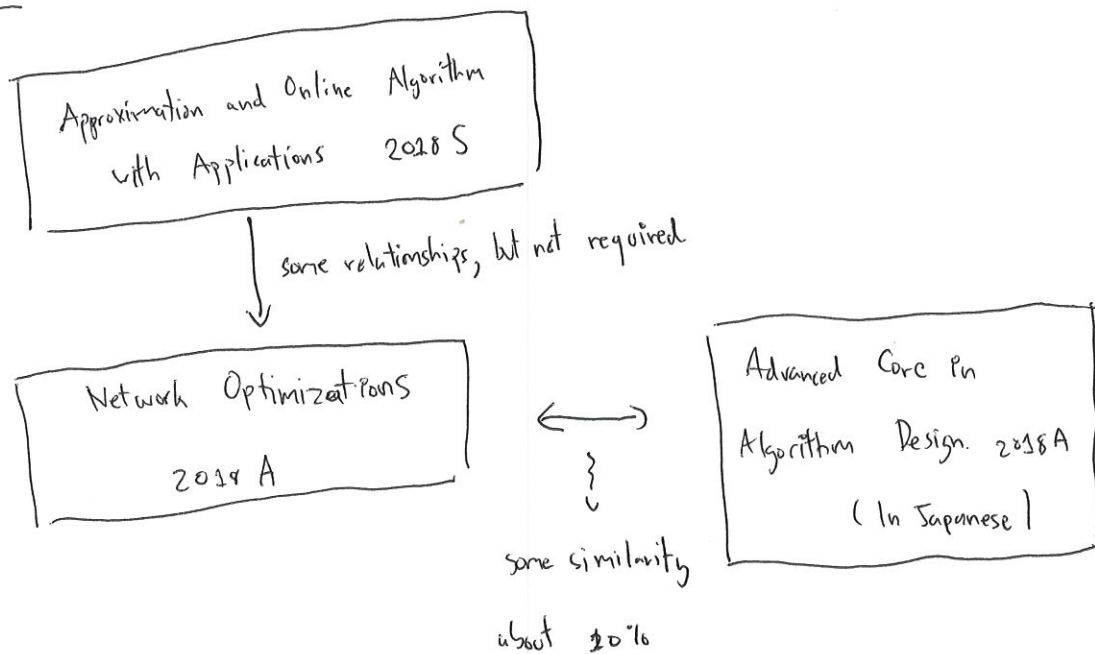 Approximation and Online Algorithm
with Applications 2018 S
some relationships, but not required
Network Optimizations
2018 A
Advanced Core in
Algorithm Design. 2018A
(In Japanese)
some similarity
about 20%